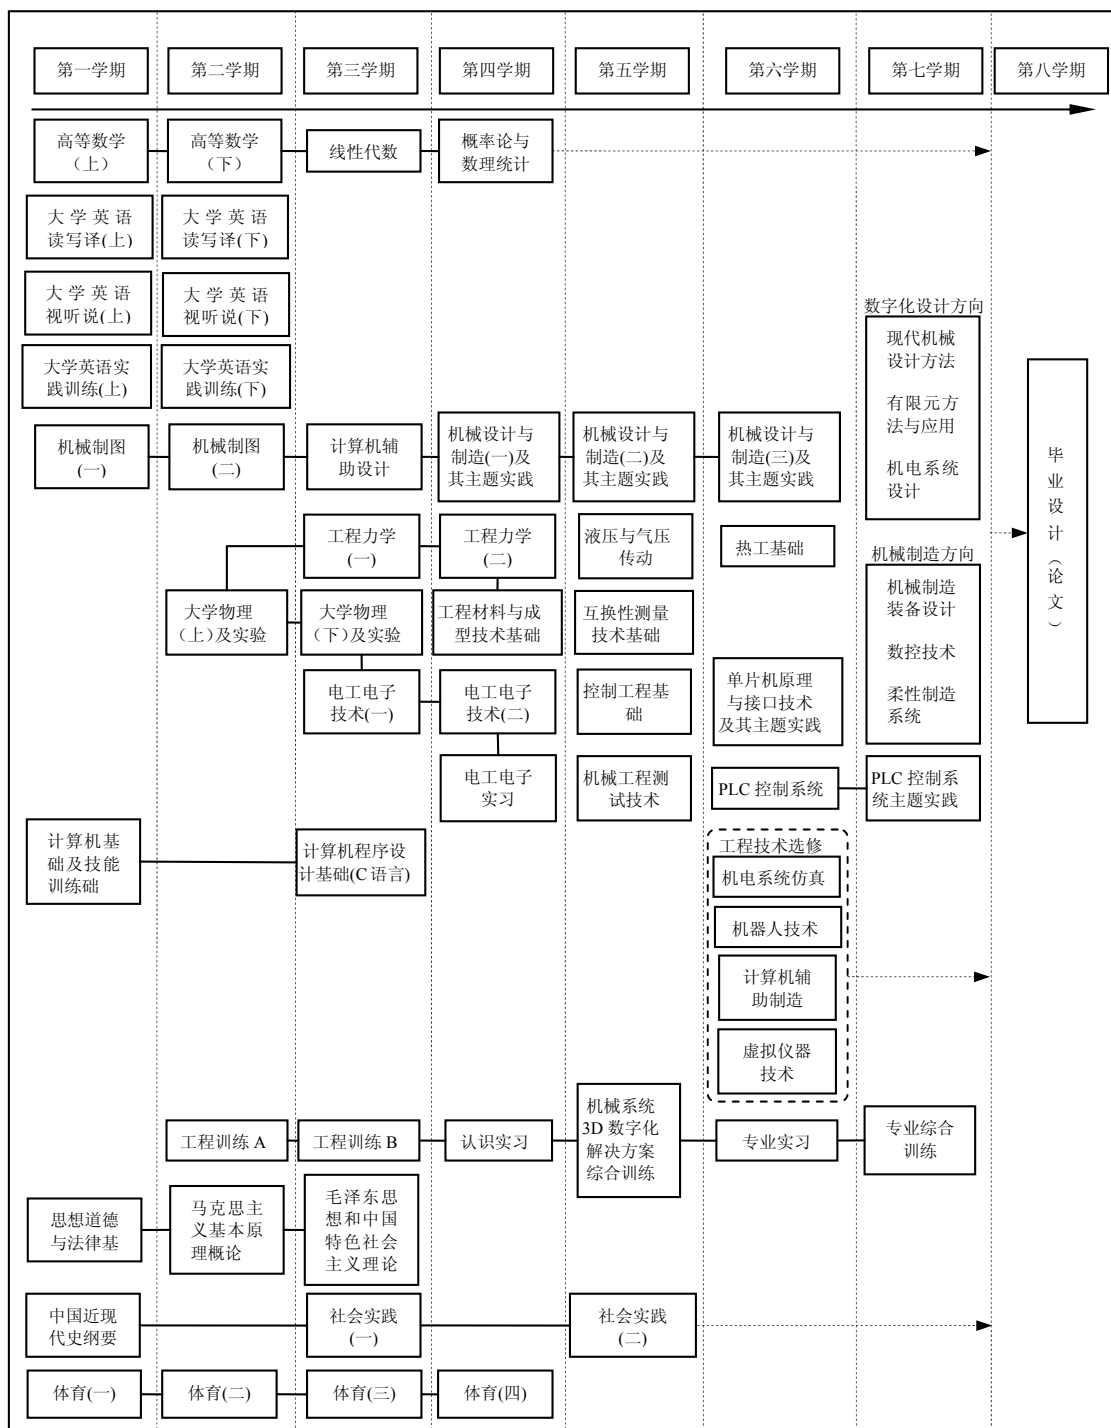 第一学期
第二学期
第三学期
第四学期
第五学期
第六学期
第七学期
第八学期
高等数学
（上）
高等数学
（下）
线性代数
概率论与
数理统计
大 学 英 语
读写译(上)
大 学 英 语
读写译(下)
大 学 英 语
视听说(上)
大 学 英 语
视听说(下)
大学英语实
践训练(上)
大学英语实
践训练(下)
机械制图
(一)
机械制图
(二)
计算机辅
助设计
机械设计与
制造(一)及
其主题实践
机械设计与
制造(二)及
其主题实践
机械设计与
制造(三)及
其主题实践
数字化设计方向
现代机械
设计方法
有限元方
法与应用
机电系统
设计
工程力学
(一)
工程力学
(二)
液压与气压
传动
热工基础
大学物理
（上）及实验
大学物理
（下）及实验
工程材料与成
型技术基础
互换性测量
技术基础
机械制造方向
机械制造
装备设计
数控技术
柔性制造
系统
电工电子
技术(一)
电工电子
技术(二)
控制工程基
础
单片机原理
与接口技术
及其主题实践
电工电子
实习
机械工程测
试技术
PLC 控制系统
PLC 控制系
统主题实践
计算机基
础及技能
训练础
计算机程序设
计基础(C 语言)
工程技术选修
机电系统仿真
机器人技术
计算机辅
助制造
虚拟仪器
技术
工程训练 A
工程训练 B
认识实习
机械系统
3D 数字化
解决方案
综合训练
专业实习
专业综合
训练
思想道德
与法律基
马克思主
义基本原
理概论
毛泽东思
想和中国
特色社会
主义理论
中国近现
代史纲要
社会实践
(一)
社会实践
(二)
体育(一)
体育(二)
体育(三)
体育(四)
毕
业
设
计
（
论
文
）